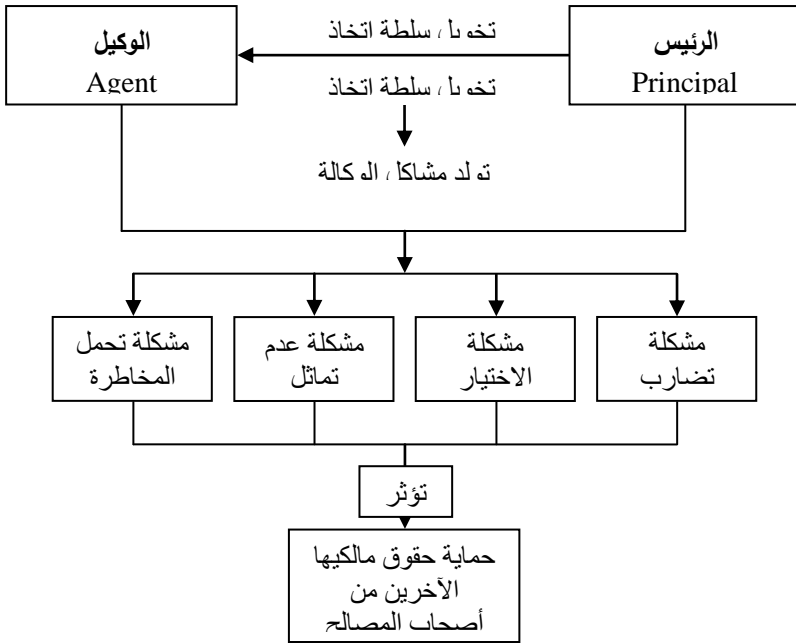 الرئيس
Principal
تخويل سلطة اتخاذ
تخويل سلطة اتخاذ
الوكيل
Agent
تولد مشاكل الوكالة
مشكلة
تضارب
مشكلة
الاختيار
مشكلة عدم
تماثل
مشكلة تحمل
المخاطرة
تؤثر
حماية حقوق مالكيها
الآخرين من
أصحاب المصالح